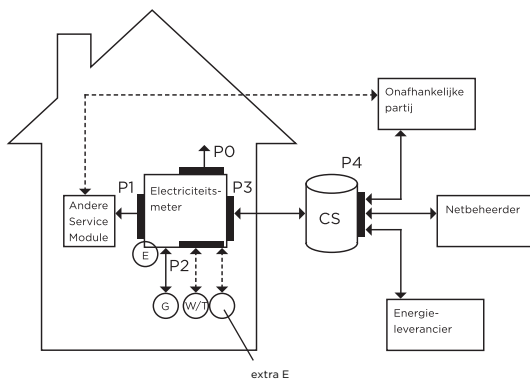 Onafhankelijke
partij
P0
P4
P1
Electriciteits-
meter
P3
Andere
Service
Module
CS
Netbeheerder
E
P2
G
W/T
Energie-
leverancier
extra E